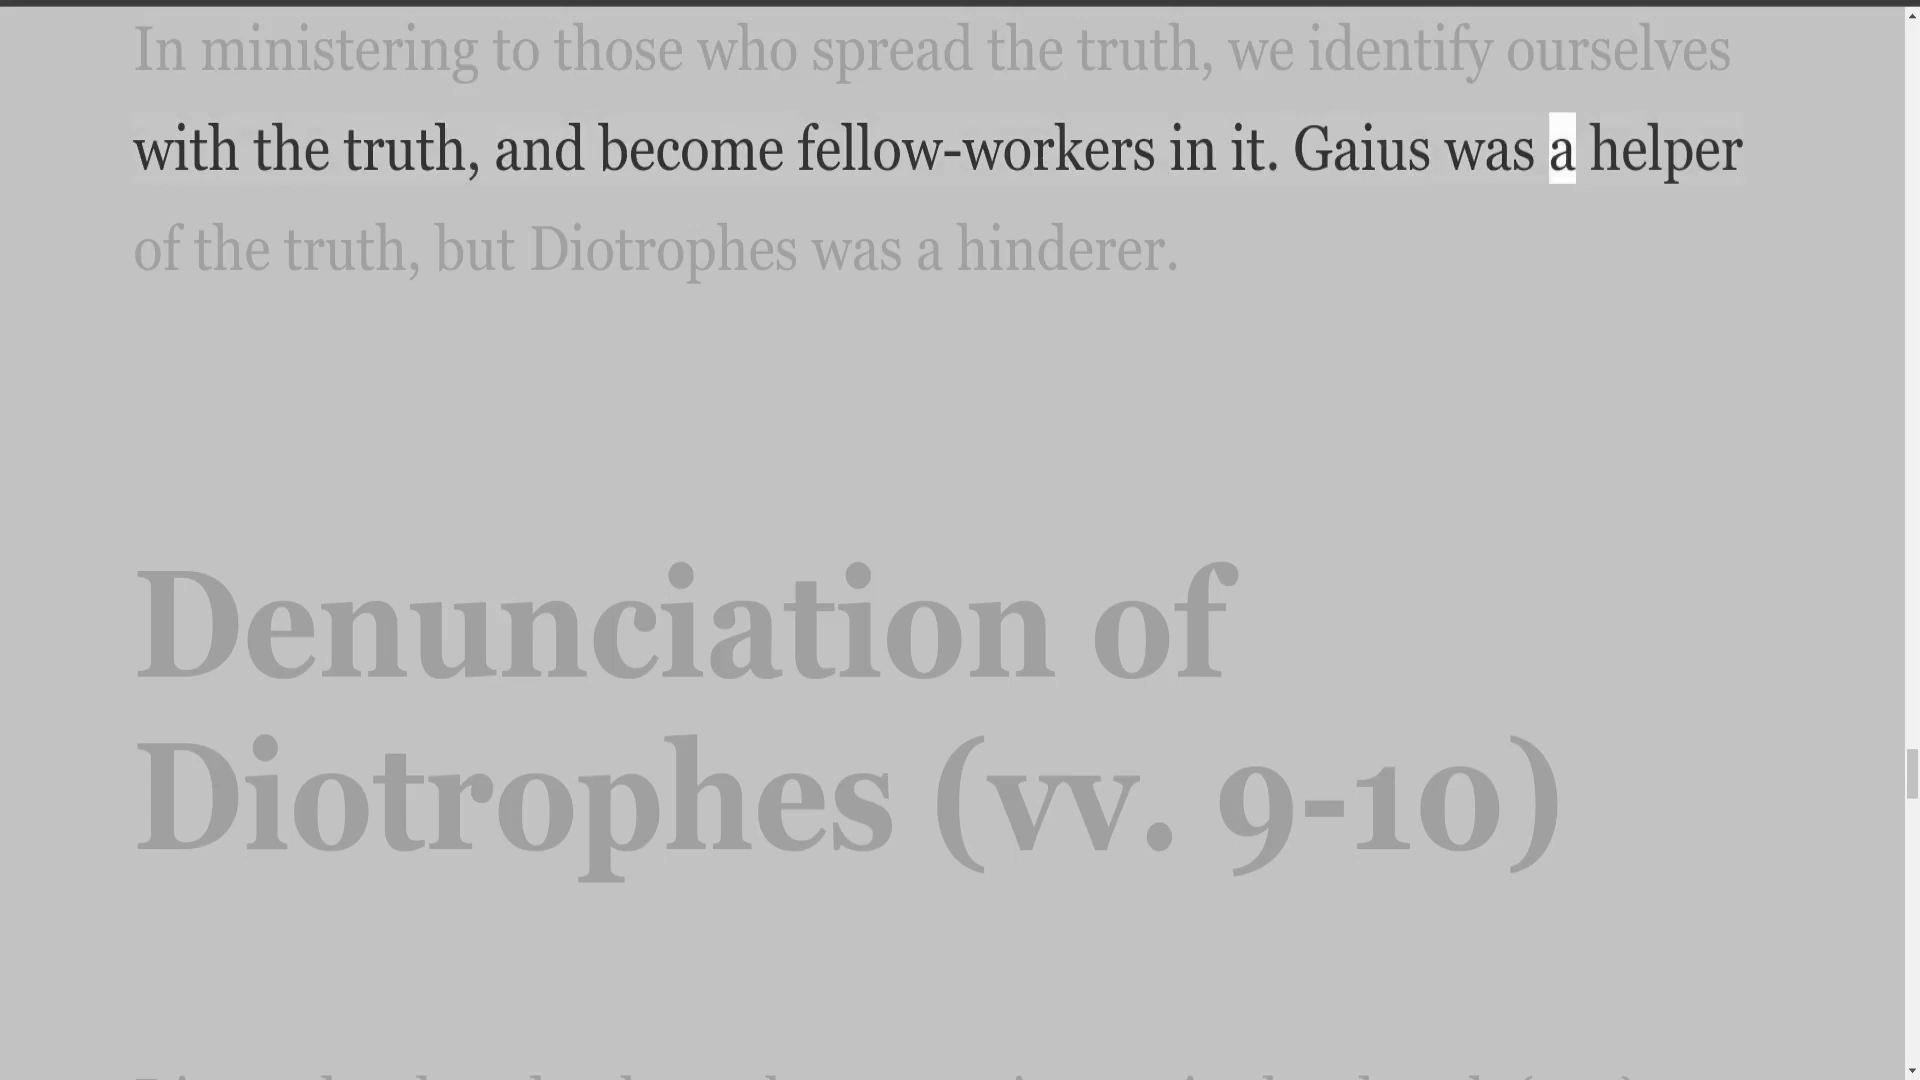 In ministering to those who spread the truth, we identify ourselves
with the truth, and become fellow-workers in it. Gaius was a helper
of the truth, but Diotrophes was a hinderer.
Denunciation of
Diotrophes (vv. 9-10)